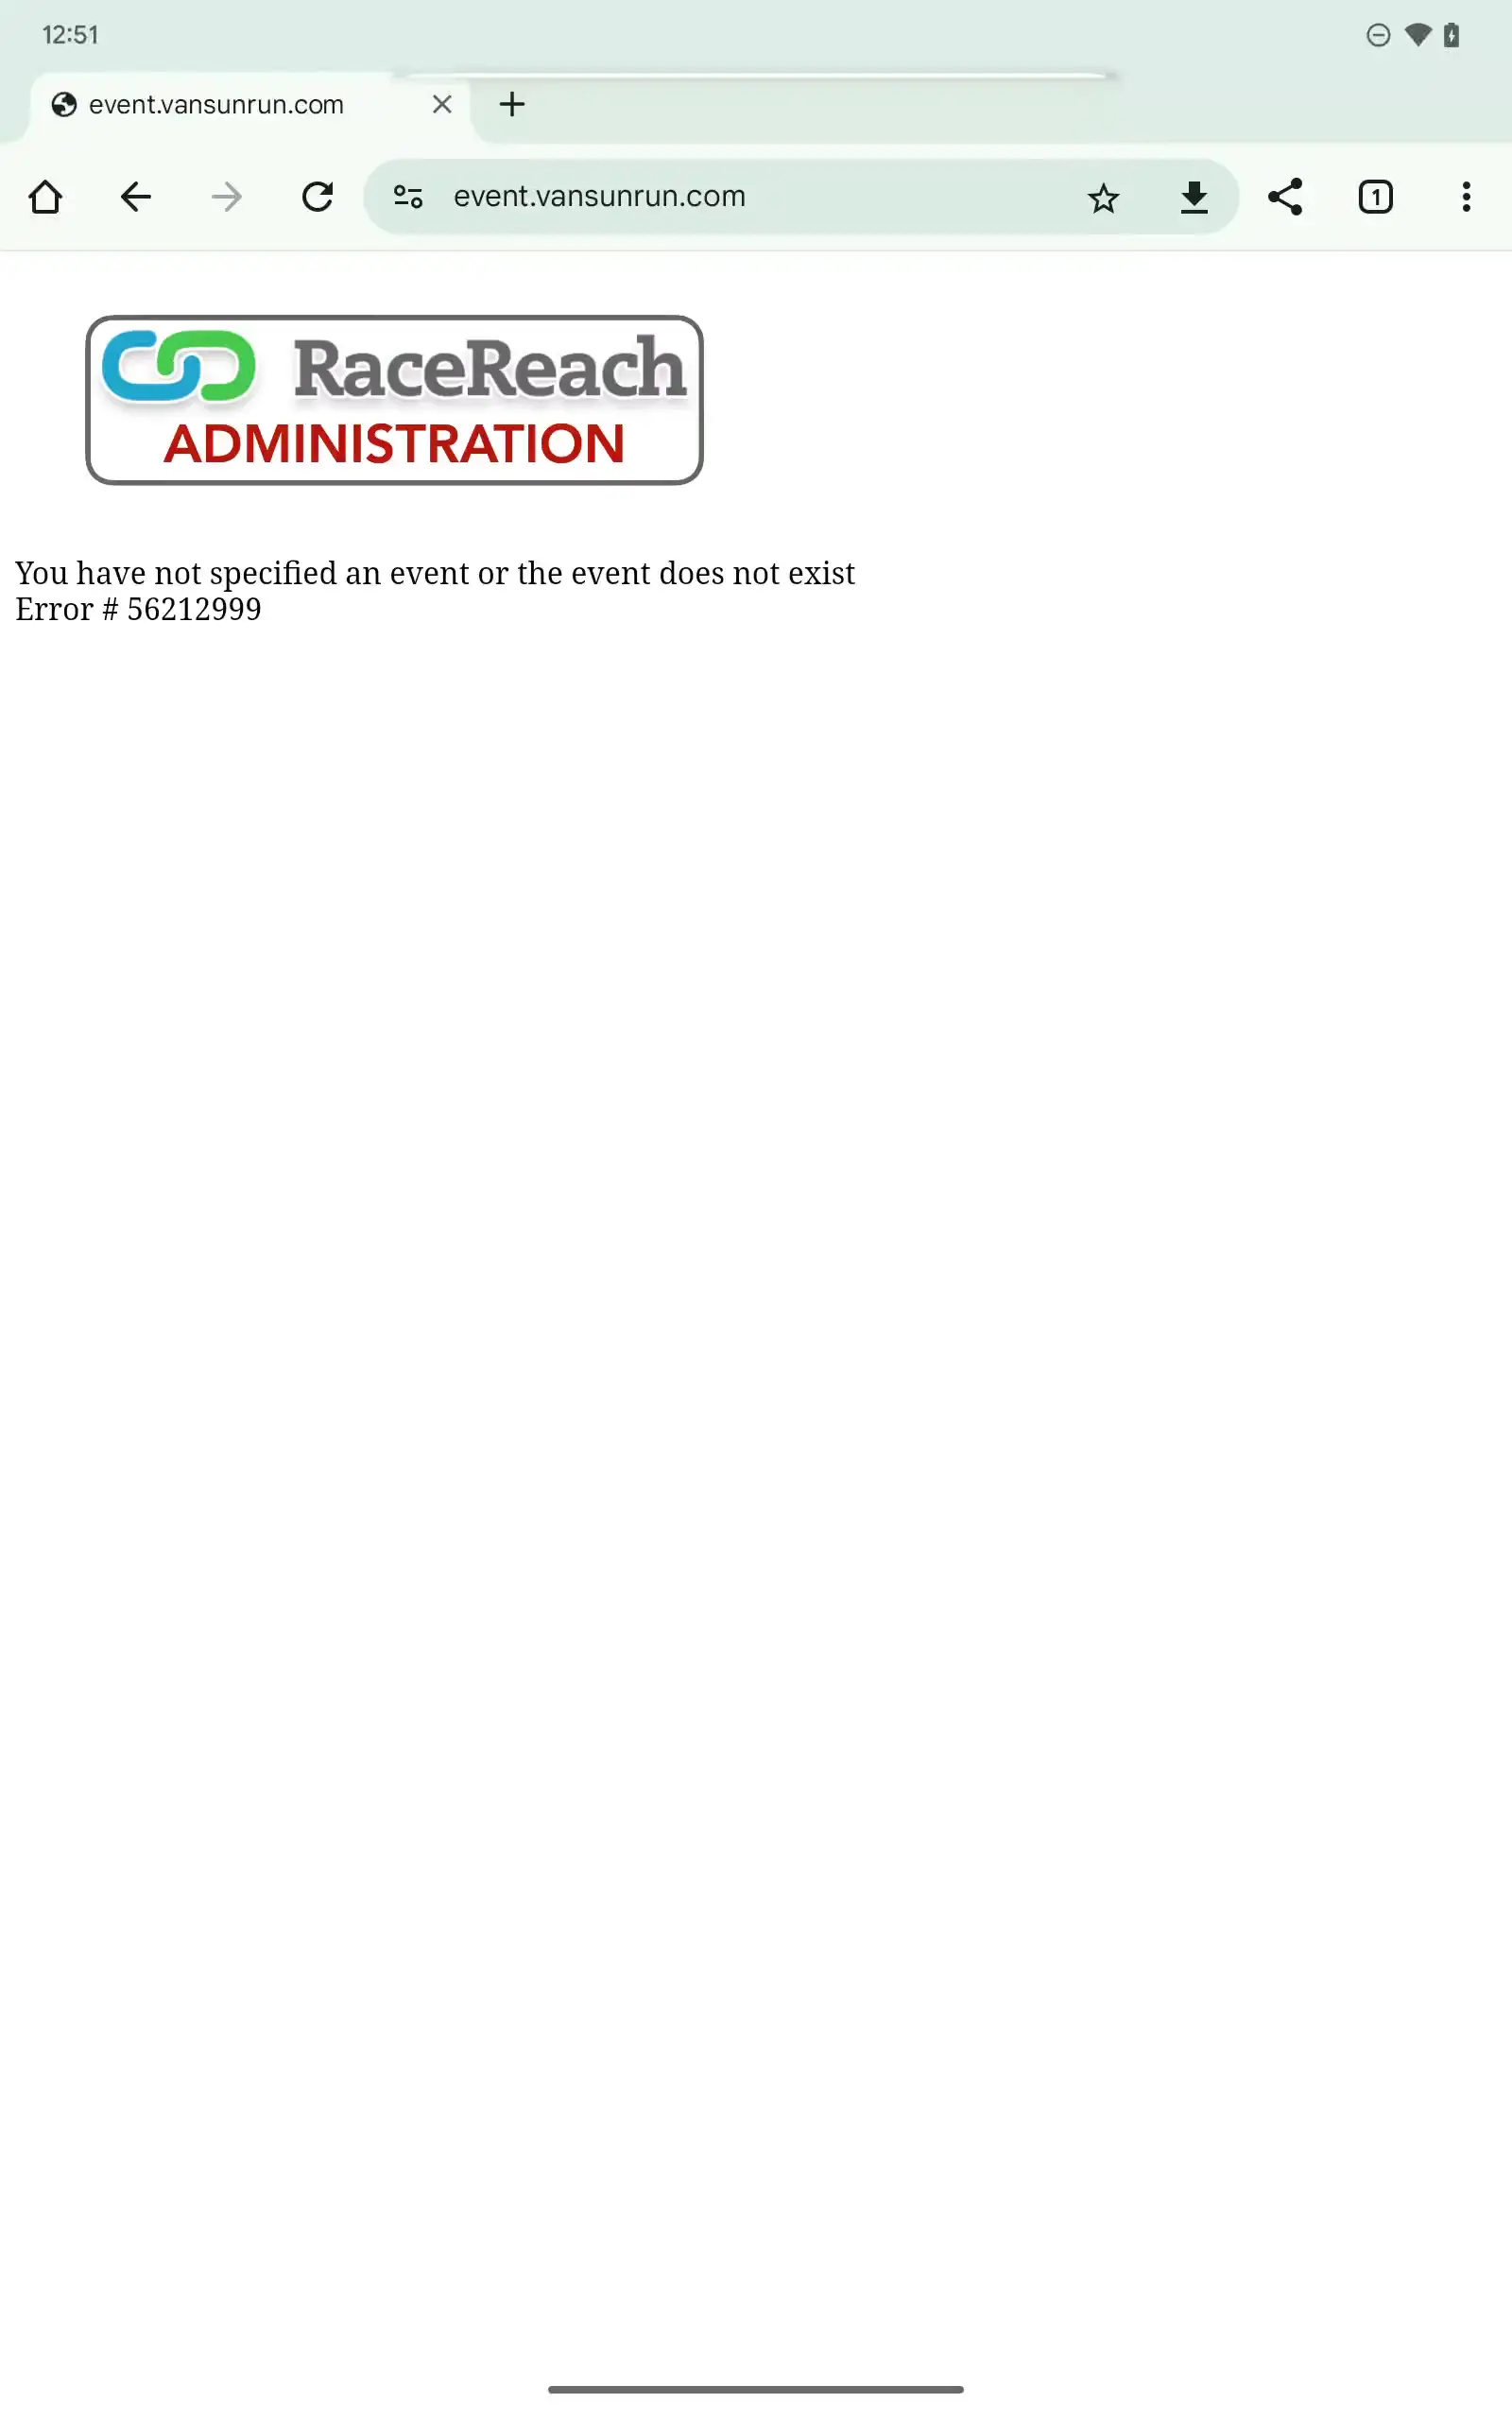 12:51
event.vansunrun.com
event.vansunrun.com
1
RaceReach
ADMINISTRATION
You have not specified an event or the event does not exist
Error # 56212999